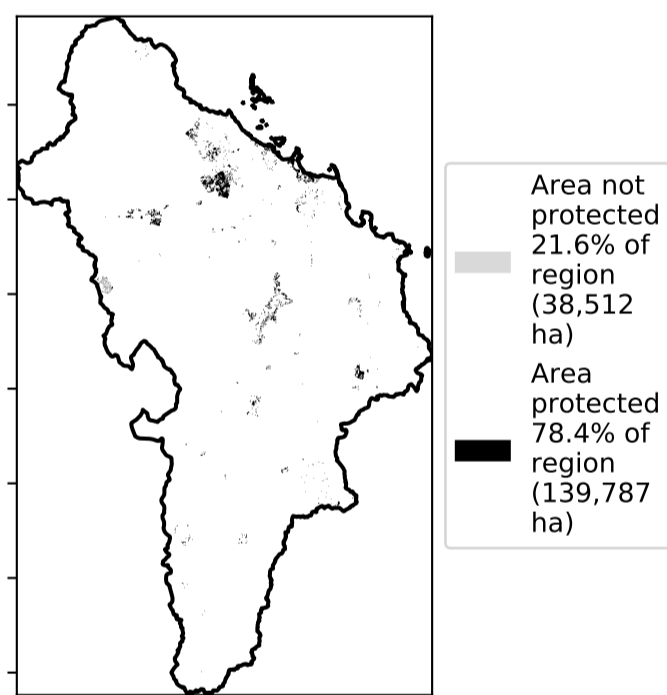 Area not
protected
21.6% of
region
(38,512
ha)
Area
protected
78.4% of
region
(139,787
ha)